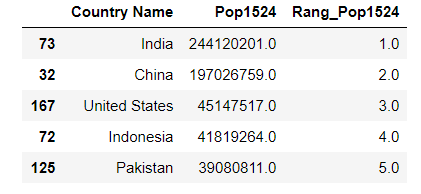 Country Name Pop1524 Rang_Pop1524
73 India 244120201.0 1.0
32 China 197026759.0 2.0
167 United States 45147517.0 3.0
72 Indonesia 41819264.0 4.0
125 Pakistan 39080811.0 5.0